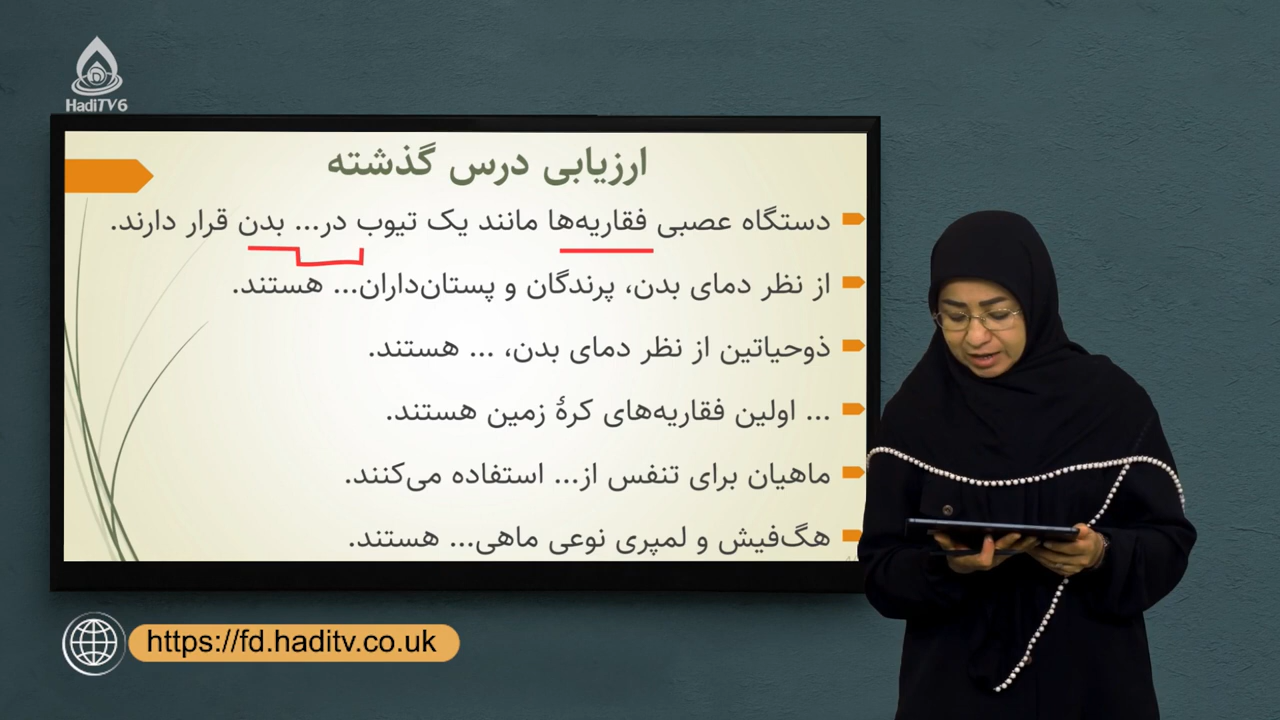 HadiTV6
ارزیابی درس گذشته
دستگاه عصبی فقاریه‌ها مانند یک تیوب در... بدن قرار دارند.
از نظر دمای بدن، پرندگان و پستان‌داران... هستند.
ذوحیاتین از نظر دمای بدن، ... هستند.
... اولین فقاریه‌های کرهٔ زمین هستند.
ماهیان برای تنفس از... استفاده می‌کنند.
هگ‌فیش و لمپری نوعی ماهی... هستند.
https://fd.haditv.co.uk